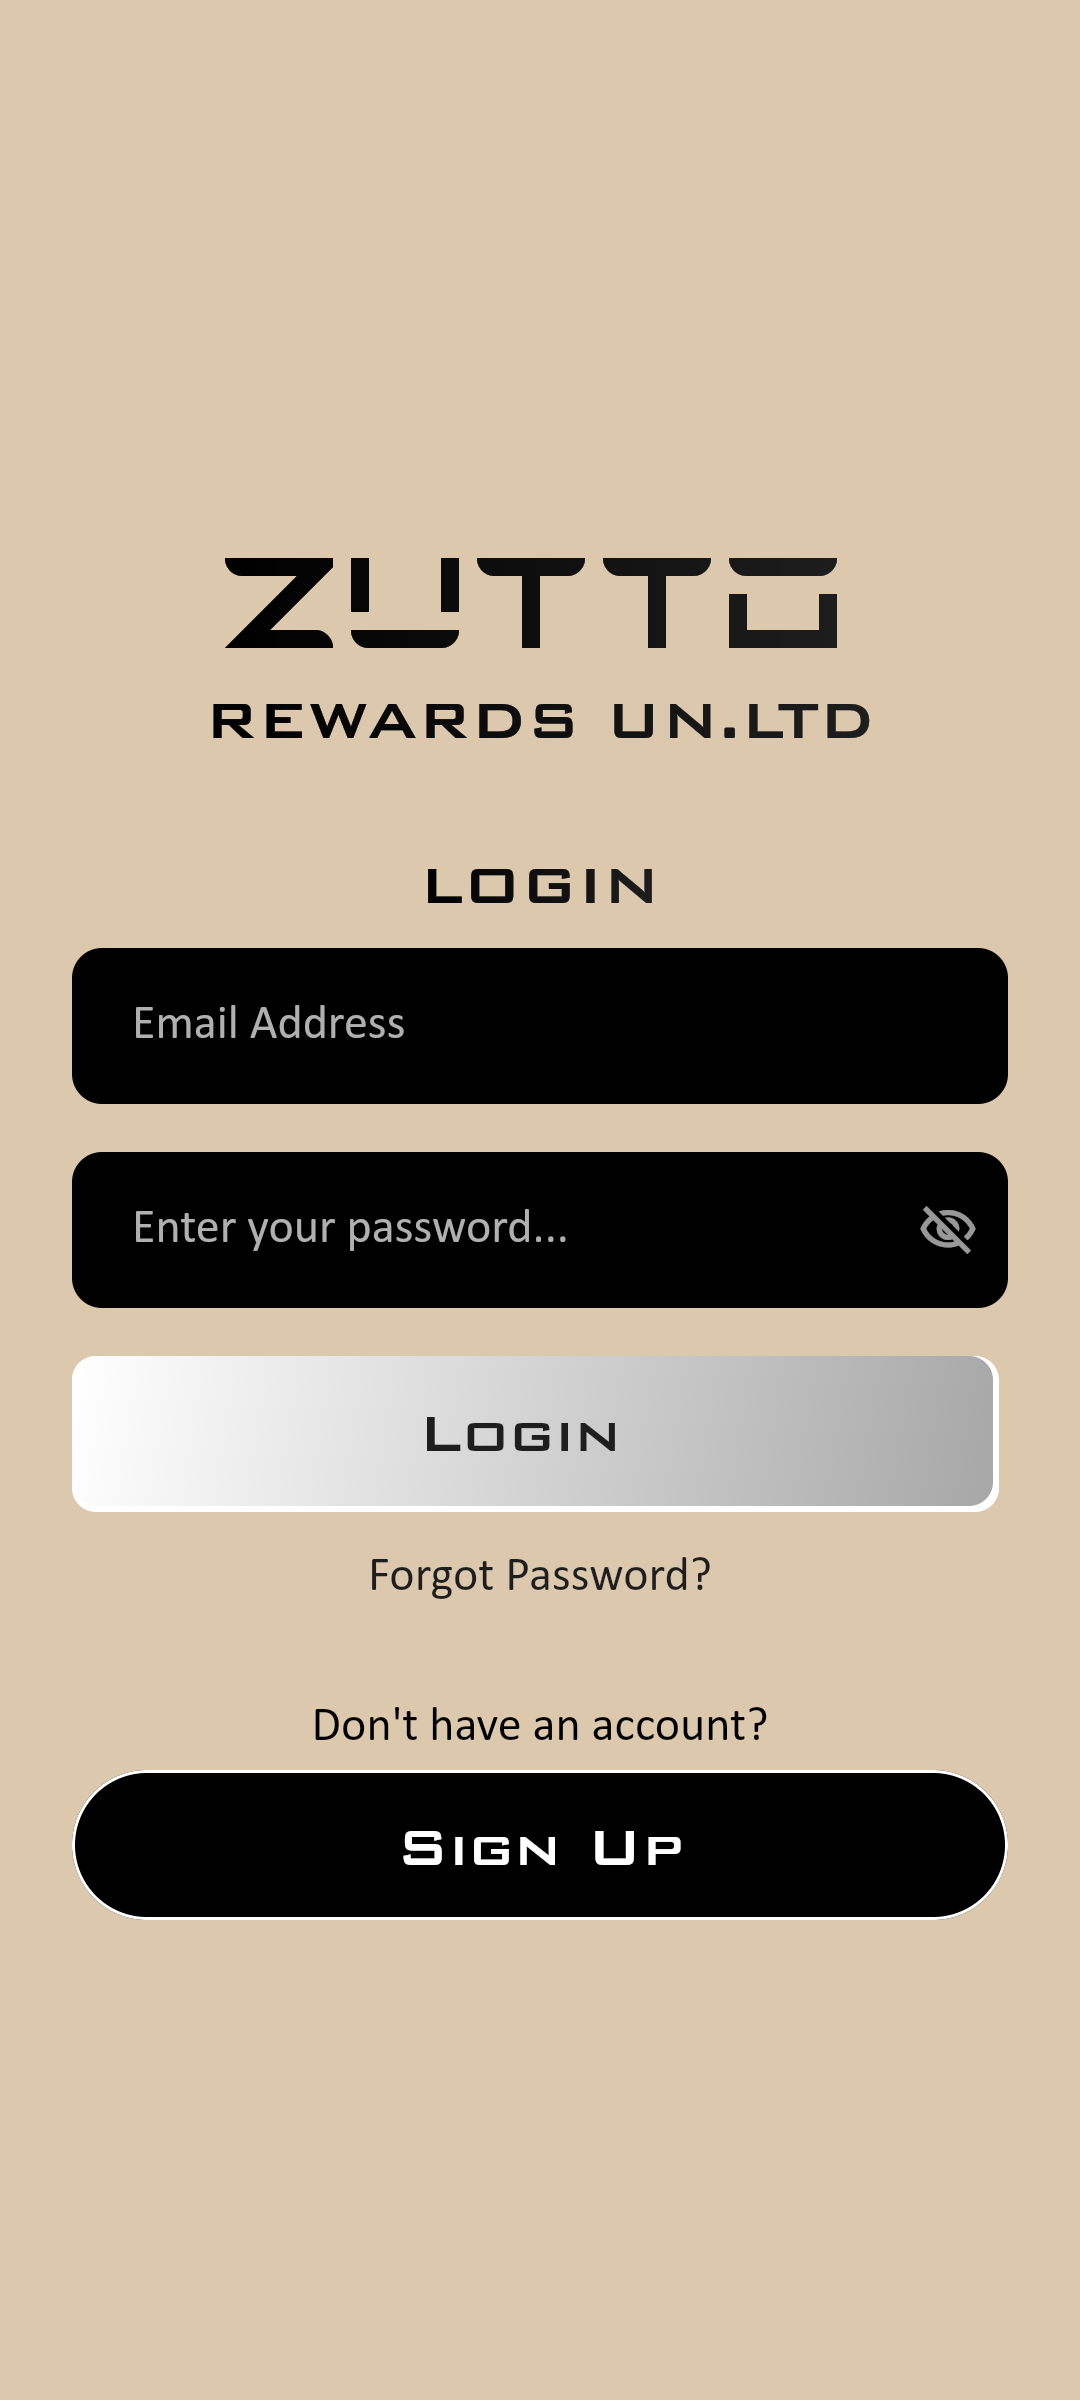 ZUTTO
REWARDS UN.LTD
LOGIN
Email Address
Enter your password...
Login
Forgot Password?
Don't have an account?
Sign Up